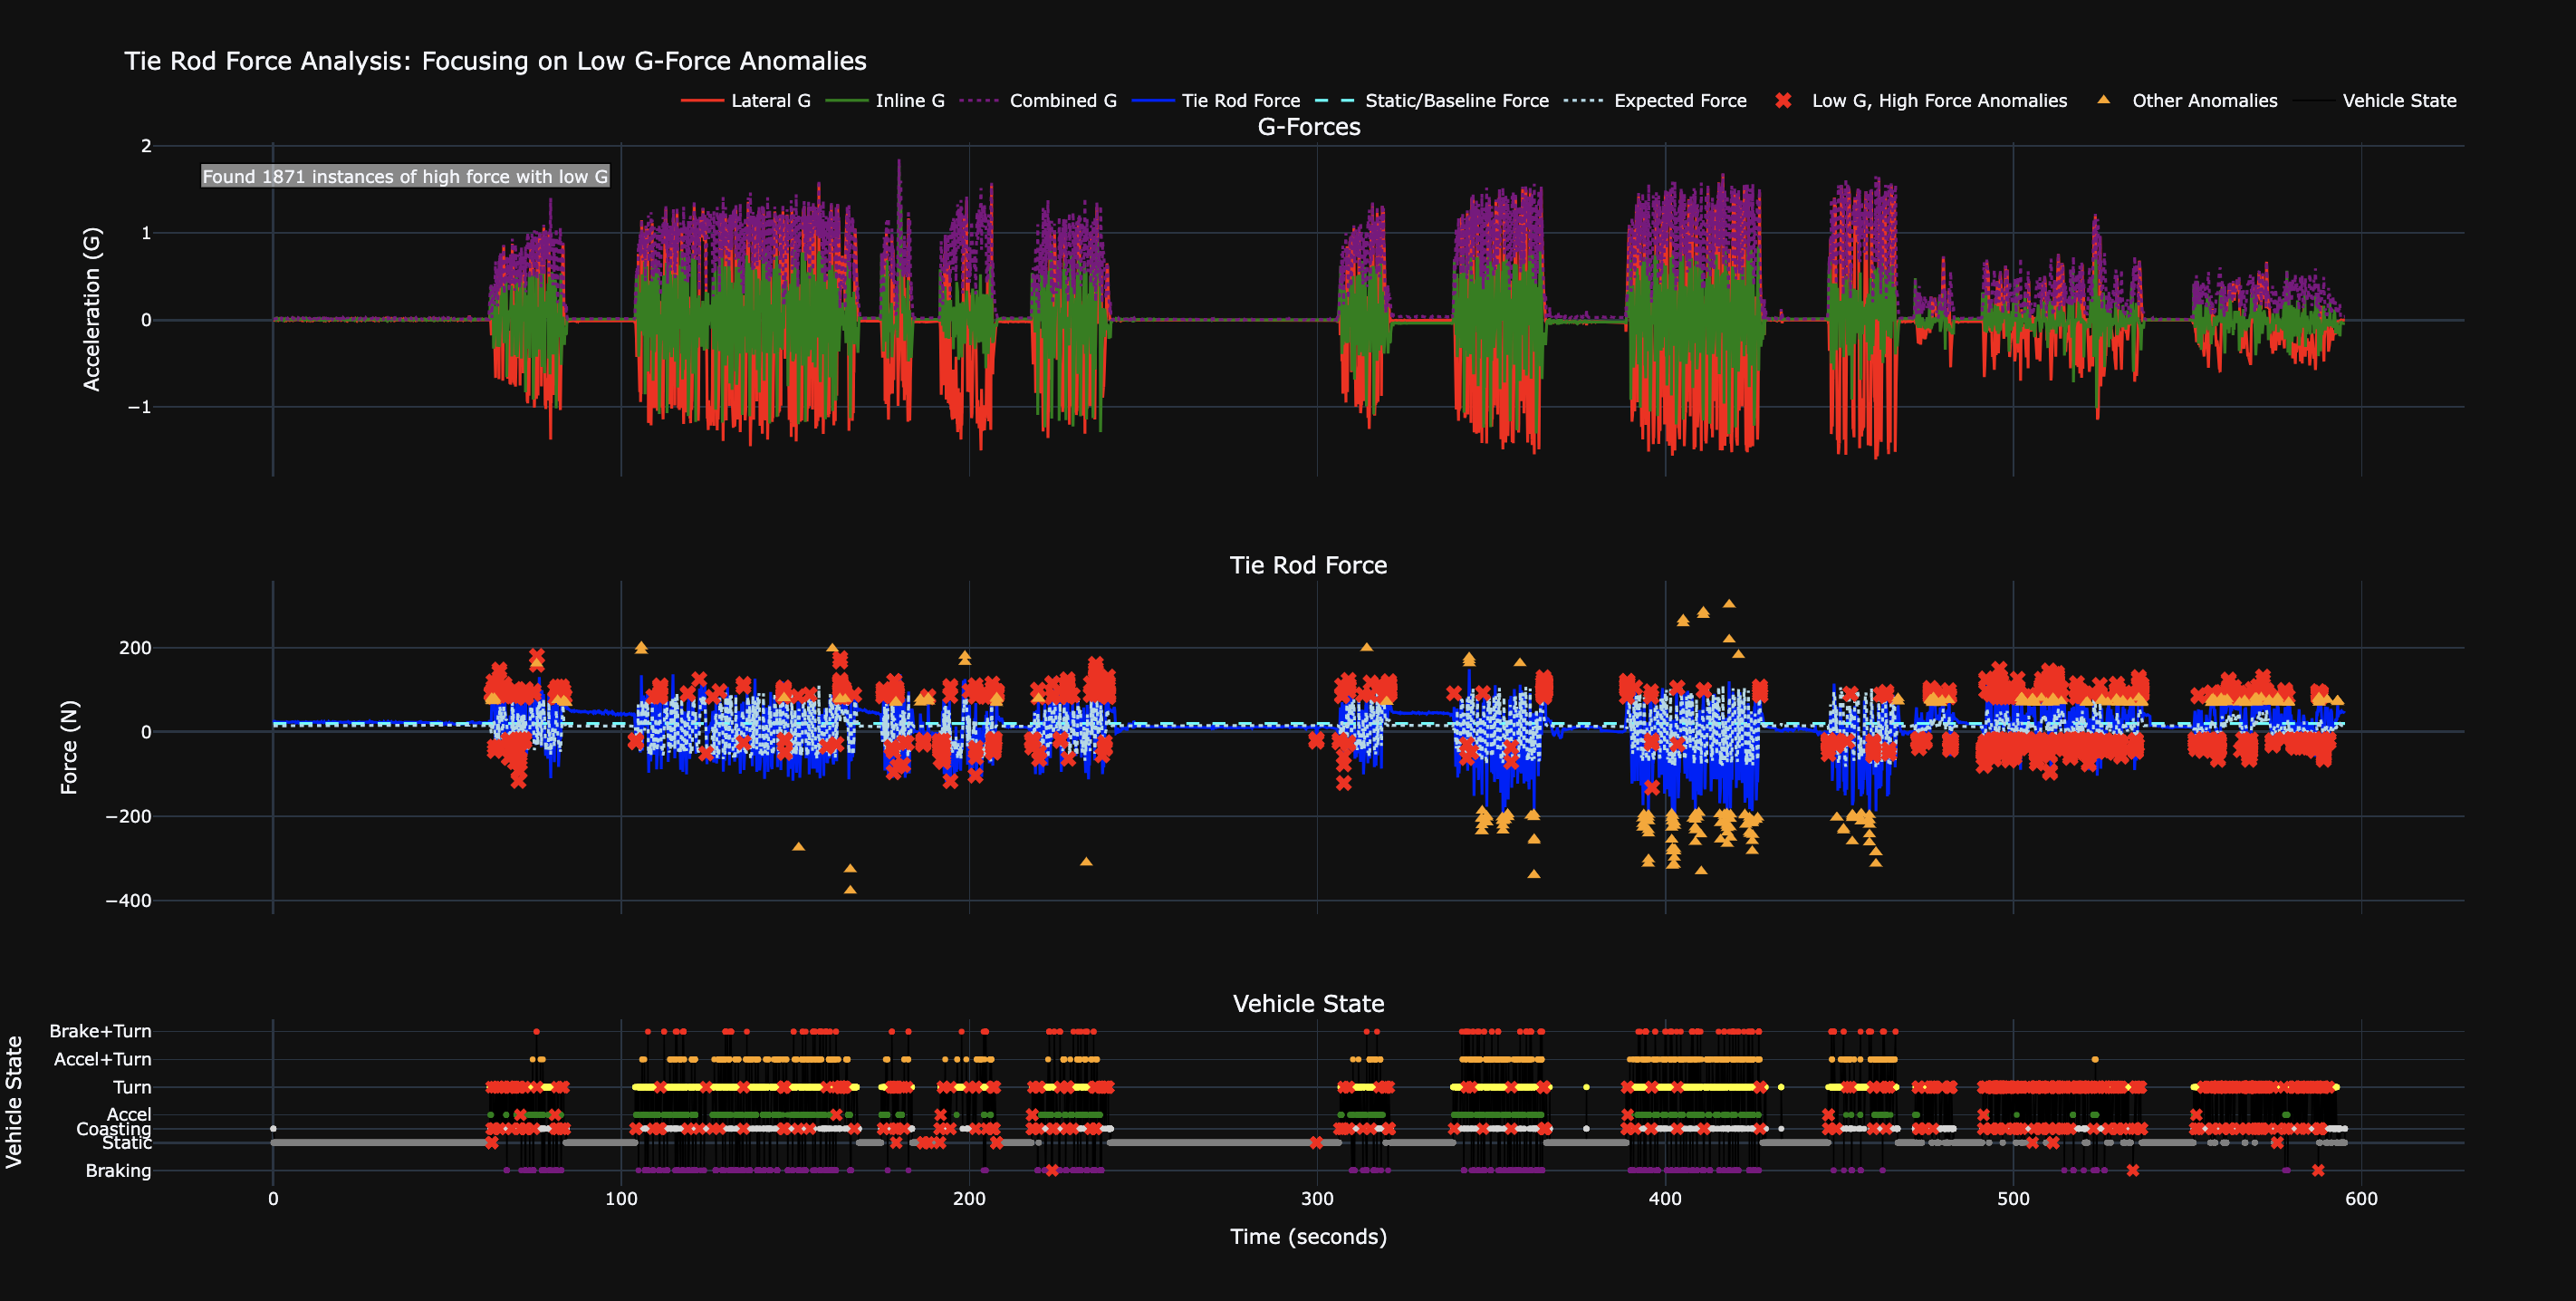 Tie Rod Force Analysis: Focusing on Low G-Force Anomalies
Lateral G Inline G Combined G Tie Rod Force Static/Baseline Force Expected Force Low G, High Force Anomalies Other Anomalies Vehicle State
G-Forces
Found 1871 instances of high force with low G
Acceleration (G)
2
1
0
−1
Tie Rod Force
Force (N)
200
0
−200
−400
Vehicle State
Vehicle State
Brake+Turn
Accel+Turn
Turn
Accel
Coasting
Static
Braking
0 100 200 300 400 500 600
Time (seconds)